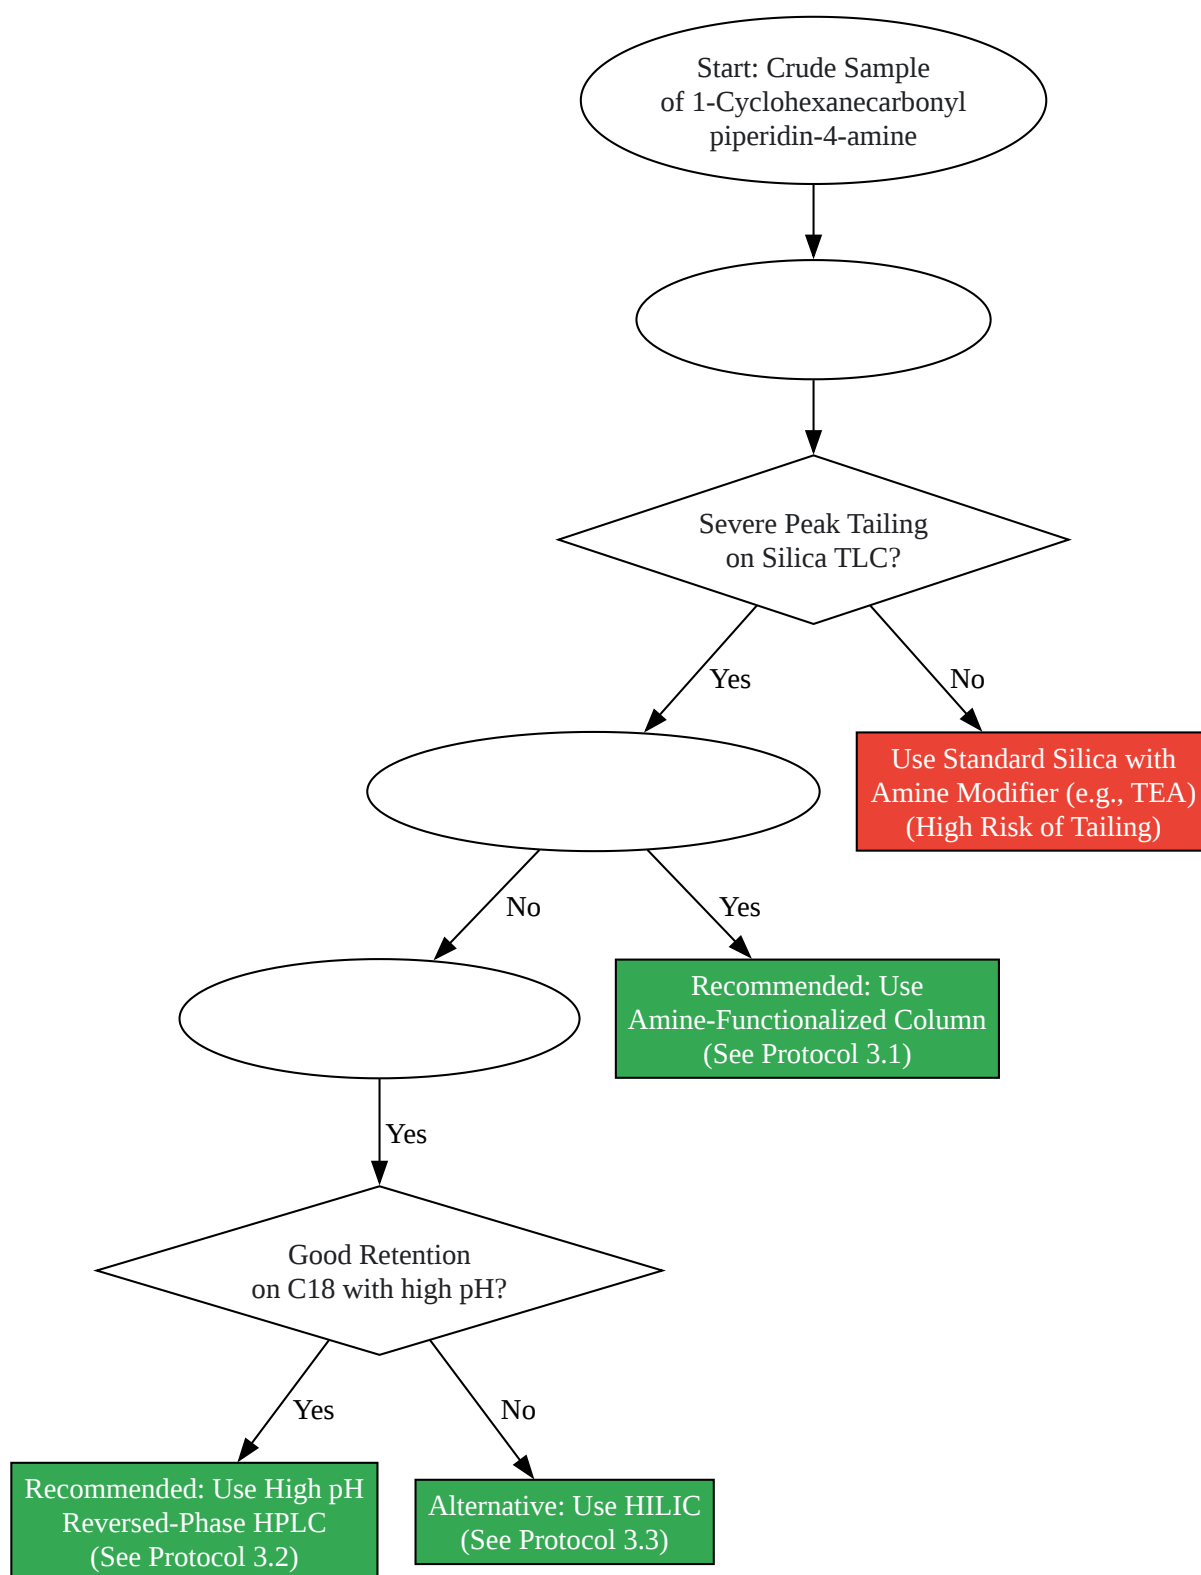 Start: Crude Sample
of 1-Cyclohexanecarbonyl
piperidin-4-amine
Severe Peak Tailing
on Silica TLC?
Yes
No
Use Standard Silica with
Amine Modifier (e.g., TEA)
(High Risk of Tailing)
No
Yes
Recommended: Use
Amine-Functionalized Column
(See Protocol 3.1)
Yes
Good Retention
on C18 with high pH?
Yes
No
Recommended: Use High pH
Reversed-Phase HPLC
(See Protocol 3.2)
Alternative: Use HILIC
(See Protocol 3.3)